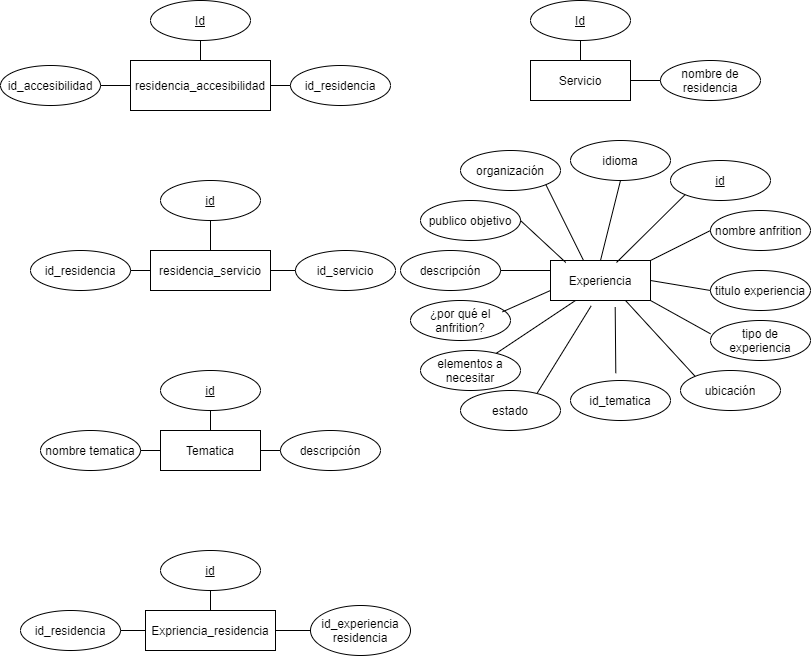 Id
id_accesibilidad
residencia_accesibilidad
id_residencia
Id
Servicio
nombre de
residencia
id
id_residencia
residencia_servicio
id_servicio
organización
idioma
id
publico objetivo
nombre anfrition
descripción
Experiencia
titulo experiencia
¿por qué el
anfrition?
tipo de
experiencia
elementos a
necesitar
estado
id_tematica
ubicación
id
nombre tematica
Tematica
descripción
id
id_residencia
Expriencia_residencia
id_experiencia
residencia